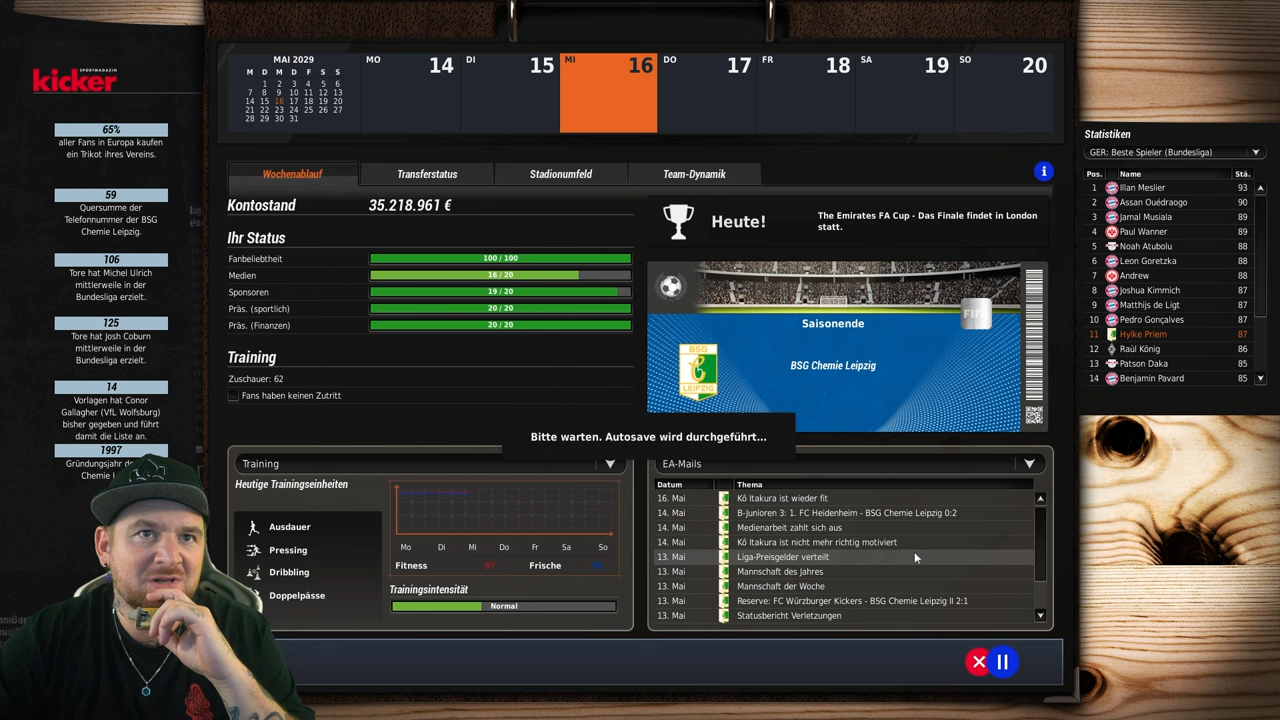 kicker
SPORTMAGAZIN
65%
aller Fans in Europa kaufen
ein Trikot ihres Vereins.
59
Quersumme der
Telefonnummer der BSG
Chemie Leipzig.
106
Tore hat Michel Ulrich
mittlerweile in der
Bundesliga erzielt.
125
Tore hat Josh Coburn
mittlerweile in der
Bundesliga erzielt.
14
Vorlagen hat Conor
Gallagher (VfL Wolfsburg)
bisher gegeben und führt
damit die Liste an.
1997
MAI 2029
M D M D F S S
1 2 3 4 5 6
7 8 9 10 11 12 13
14 15 16 17 18 19 20
21 22 23 24 25 26 27
28 29 30 31
MO 14
DI 15
MI 16
DO 17
FR 18
SA 19
SO 20
Wochenablauf
Transferstatus
Stadionumfeld
Team-Dynamik
i
Kontostand 35.218.961 €
Ihr Status
Fanbeliebtheit 100 / 100
Medien 16 / 20
Sponsoren 19 / 20
Präs. (sportlich) 20 / 20
Präs. (Finanzen) 20 / 20
Training
Zuschauer: 62
Fans haben keinen Zutritt
Heute!
The Emirates FA Cup - Das Finale findet in London
statt.
FIFA
Saisonende
BSG
LEIPZIG
BSG Chemie Leipzig
Bitte warten. Autosave wird durchgeführt...
Training
Heutige Trainingseinheiten
Ausdauer
Pressing
Dribbling
Doppelpässe
Mo Di Mi Do Fr Sa So
Fitness 97 Frische
Trainingsintensität
Normal
EA-Mails
Datum Thema
16. Mai Kô Itakura ist wieder fit
14. Mai B-Junioren 3: 1. FC Heidenheim - BSG Chemie Leipzig 0:2
14. Mai Medienarbeit zahlt sich aus
14. Mai Kô Itakura ist nicht mehr richtig motiviert
13. Mai Liga-Preisgelder verteilt
13. Mai Mannschaft des Jahres
13. Mai Mannschaft der Woche
13. Mai Reserve: FC Würzburger Kickers - BSG Chemie Leipzig II 2:1
13. Mai Statusbericht Verletzungen
Statistiken
GER: Beste Spieler (Bundesliga)
Pos. Name Stä.
1 Illan Meslier 93
2 Assan Ouédraogo 90
3 Jamal Musiala 89
4 Paul Wanner 89
5 Noah Atubolu 88
6 Leon Goretzka 88
7 Andrew 88
8 Joshua Kimmich 87
9 Matthijs de Ligt 87
10 Pedro Gonçalves 87
11 Hylke Priem 87
12 Raúl König 86
13 Patson Daka 85
14 Benjamin Pavard 85